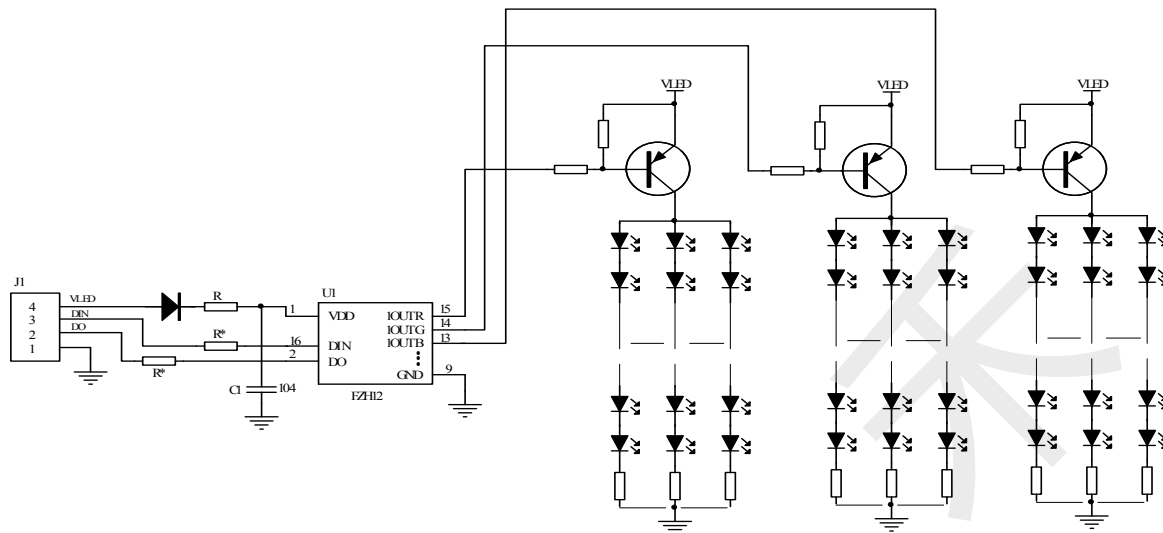 VLED
VLED
VLED
J1
4
3
2
1
VLED
DIN
DO
R
R*
R*
C1
104
U1
1
16
2
VDD
DIN
DO
IOUTR
IOUTG
IOUTB
GND
15
14
13
9
FZH12
禾